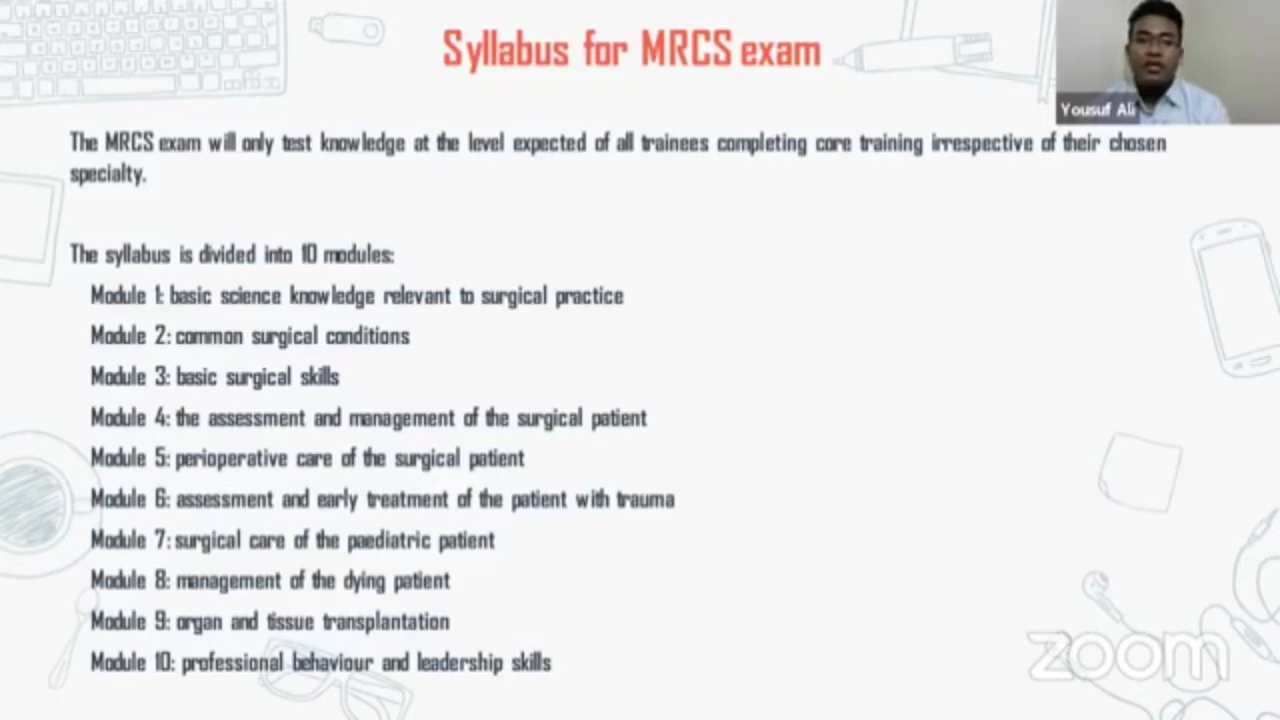 Syllabus for MRCS exam
Yousuf Ali
The MRCS exam will only test knowledge at the level expected of all trainees completing core training irrespective of their chosen
specialty.
The syllabus is divided into 10 modules:
Module 1: basic science knowledge relevant to surgical practice
Module 2: common surgical conditions
Module 3: basic surgical skills
Module 4: the assessment and management of the surgical patient
Module 5: perioperative care of the surgical patient
Module 6: assessment and early treatment of the patient with trauma
Module 7: surgical care of the paediatric patient
Module 8: management of the dying patient
Module 9: organ and tissue transplantation
Module 10: professional behaviour and leadership skills
zoom